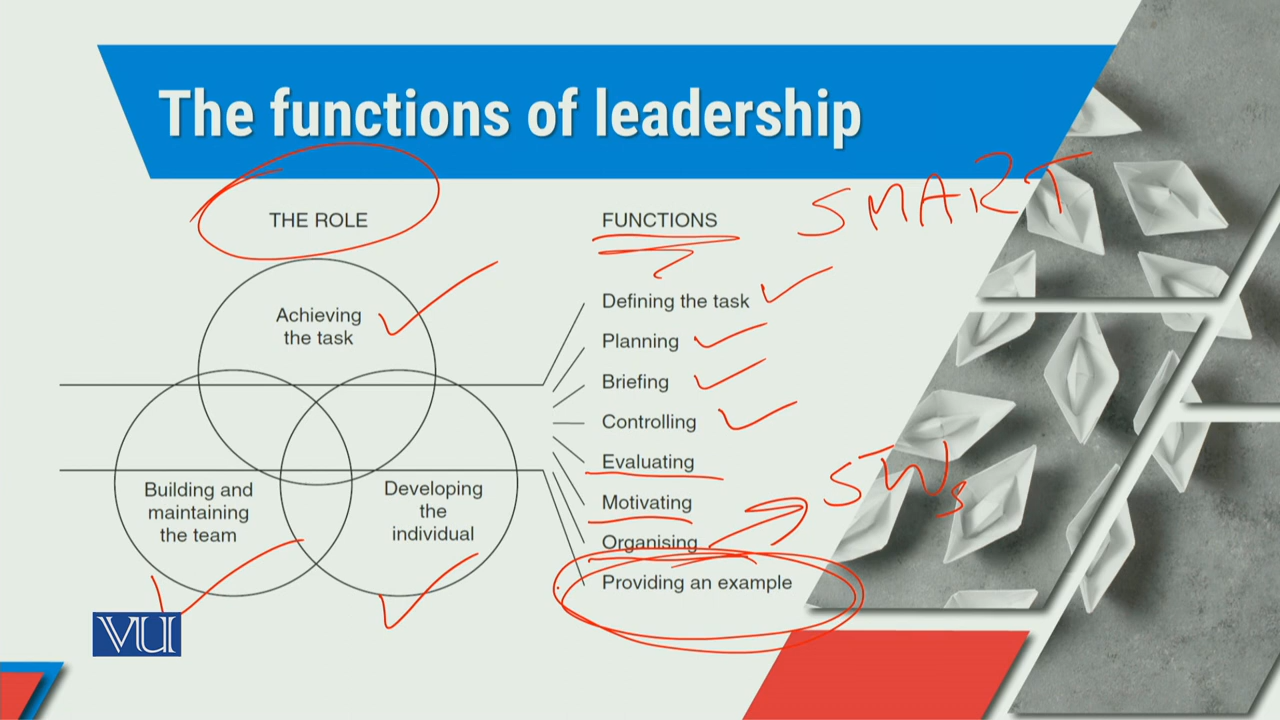 The functions of leadership
THE ROLE
Achieving
the task
Building and
maintaining
the team
Developing
the
individual
FUNCTIONS
Defining the task
Planning
Briefing
Controlling
Evaluating
Motivating
Organising
Providing an example
SMART
5Ws
VU